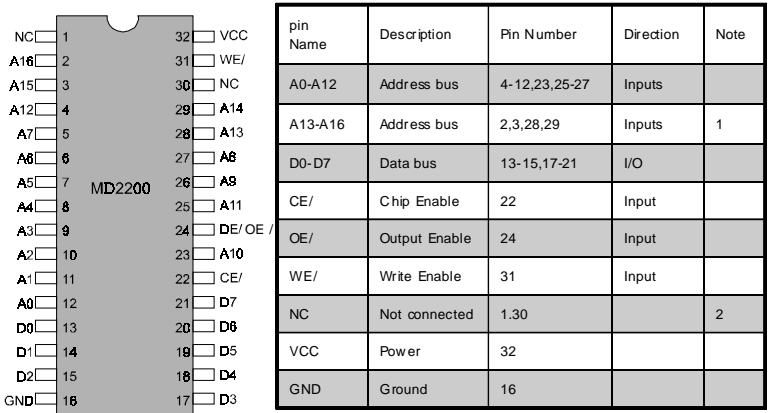 NC 1 32 VCC
A16 2 31 WE/
A15 3 30 NC
A12 4 29 A14
A7 5 28 A13
A6 6 27 A8
A5 7 26 A9
MD2200
A4 8 25 A11
A3 9 24 DE/ OE /
A2 10 23 A10
A1 11 22 CE/
A0 12 21 D7
D0 13 20 D6
D1 14 19 D5
D2 15 18 D4
GND 16 17 D3
pin Name Description Pin Number Direction Note
A0-A12 Address bus 4-12,23,25-27 Inputs
A13-A16 Address bus 2,3,28,29 Inputs 1
D0-D7 Data bus 13-15,17-21 I/O
CE/ Chip Enable 22 Input
OE/ Output Enable 24 Input
WE/ Write Enable 31 Input
NC Not connected 1.30 2
VCC Power 32
GND Ground 16